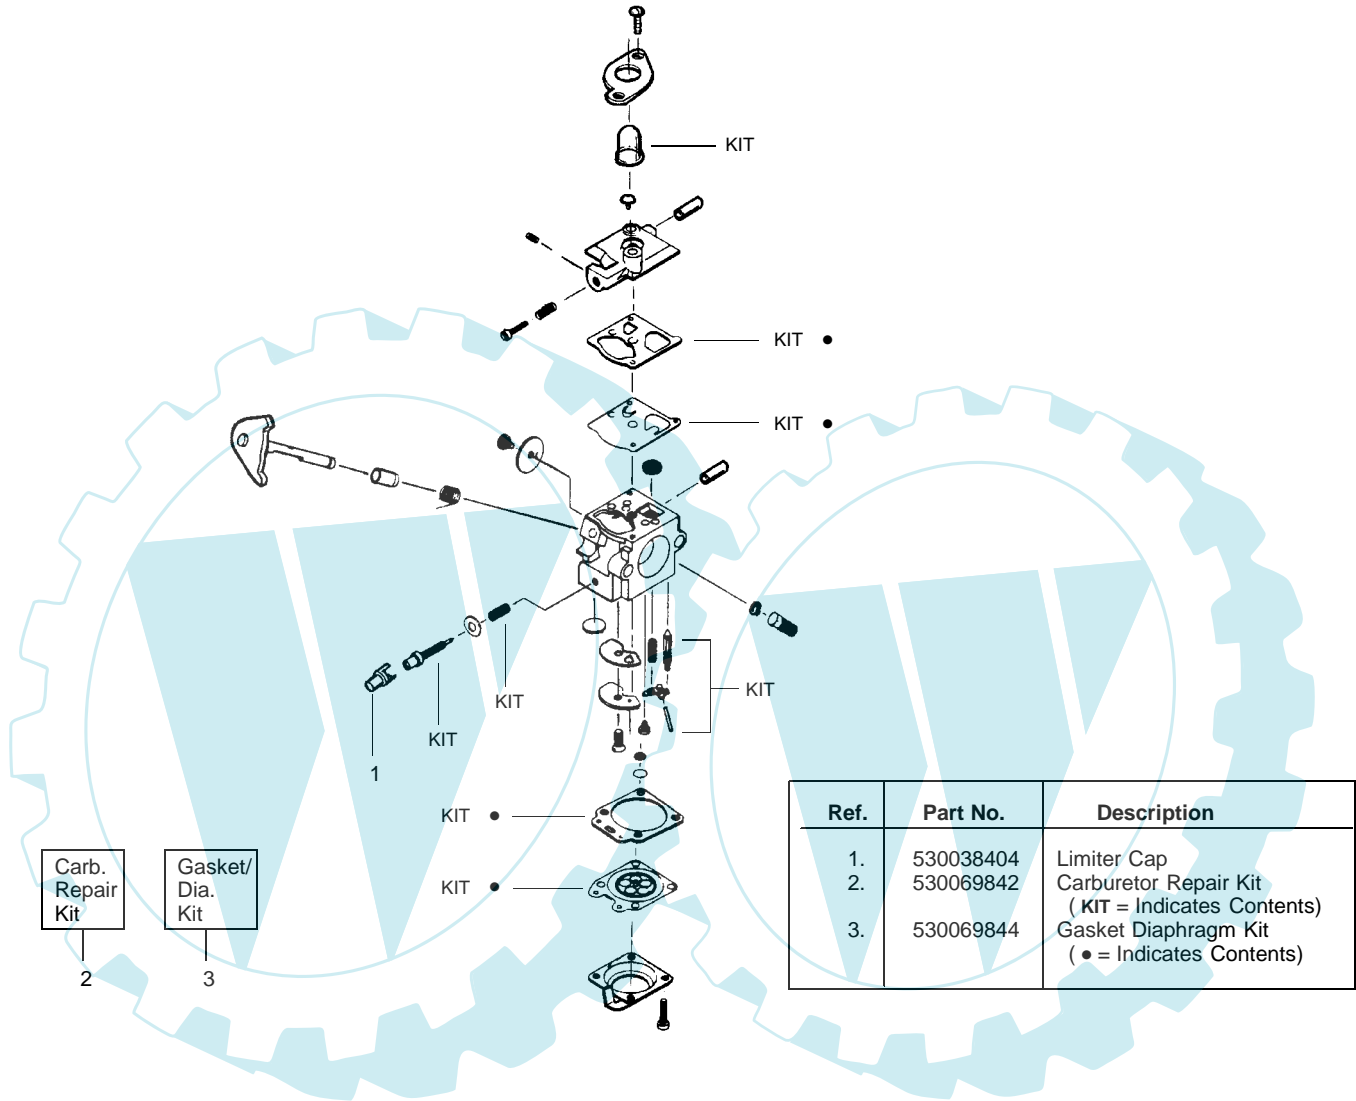 KIT
KIT ●
KIT ●
KIT
KIT
KIT
1
KIT ●
KIT ●
Carb.
Repair
Kit
2
Gasket/
Dia.
Kit
3
Ref. Part No. Description
1. 530038404 Limiter Cap
2. 530069842 Carburetor Repair Kit
( KIT = Indicates Contents)
3. 530069844 Gasket Diaphragm Kit
( ● = Indicates Contents)